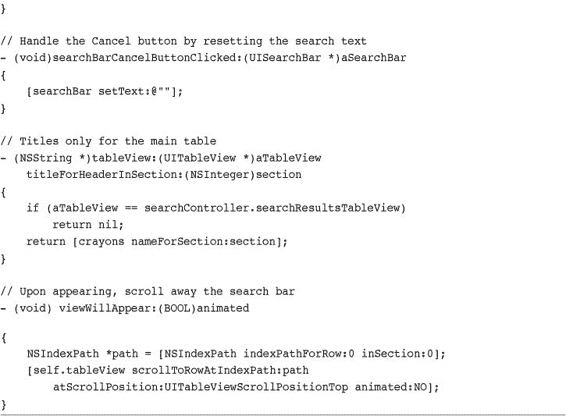 }
// Handle the Cancel button by resetting the search text
- (void)searchBarCancelButtonClicked:(UISearchBar *)aSearchBar
{
    [searchBar setText:@""];
}
// Titles only for the main table
- (NSString *)tableView:(UITableView *)aTableView
    titleForHeaderInSection:(NSInteger)section
{
    if (aTableView == searchController.searchResultsTableView)
        return nil;
    return [crayons nameForSection:section];
}
// Upon appearing, scroll away the search bar
- (void) viewWillAppear:(BOOL)animated
{
    NSIndexPath *path = [NSIndexPath indexPathForRow:0 inSection:0];
    [self.tableView scrollToRowAtIndexPath:path
        atScrollPosition:UITableViewScrollPositionTop animated:NO];
}